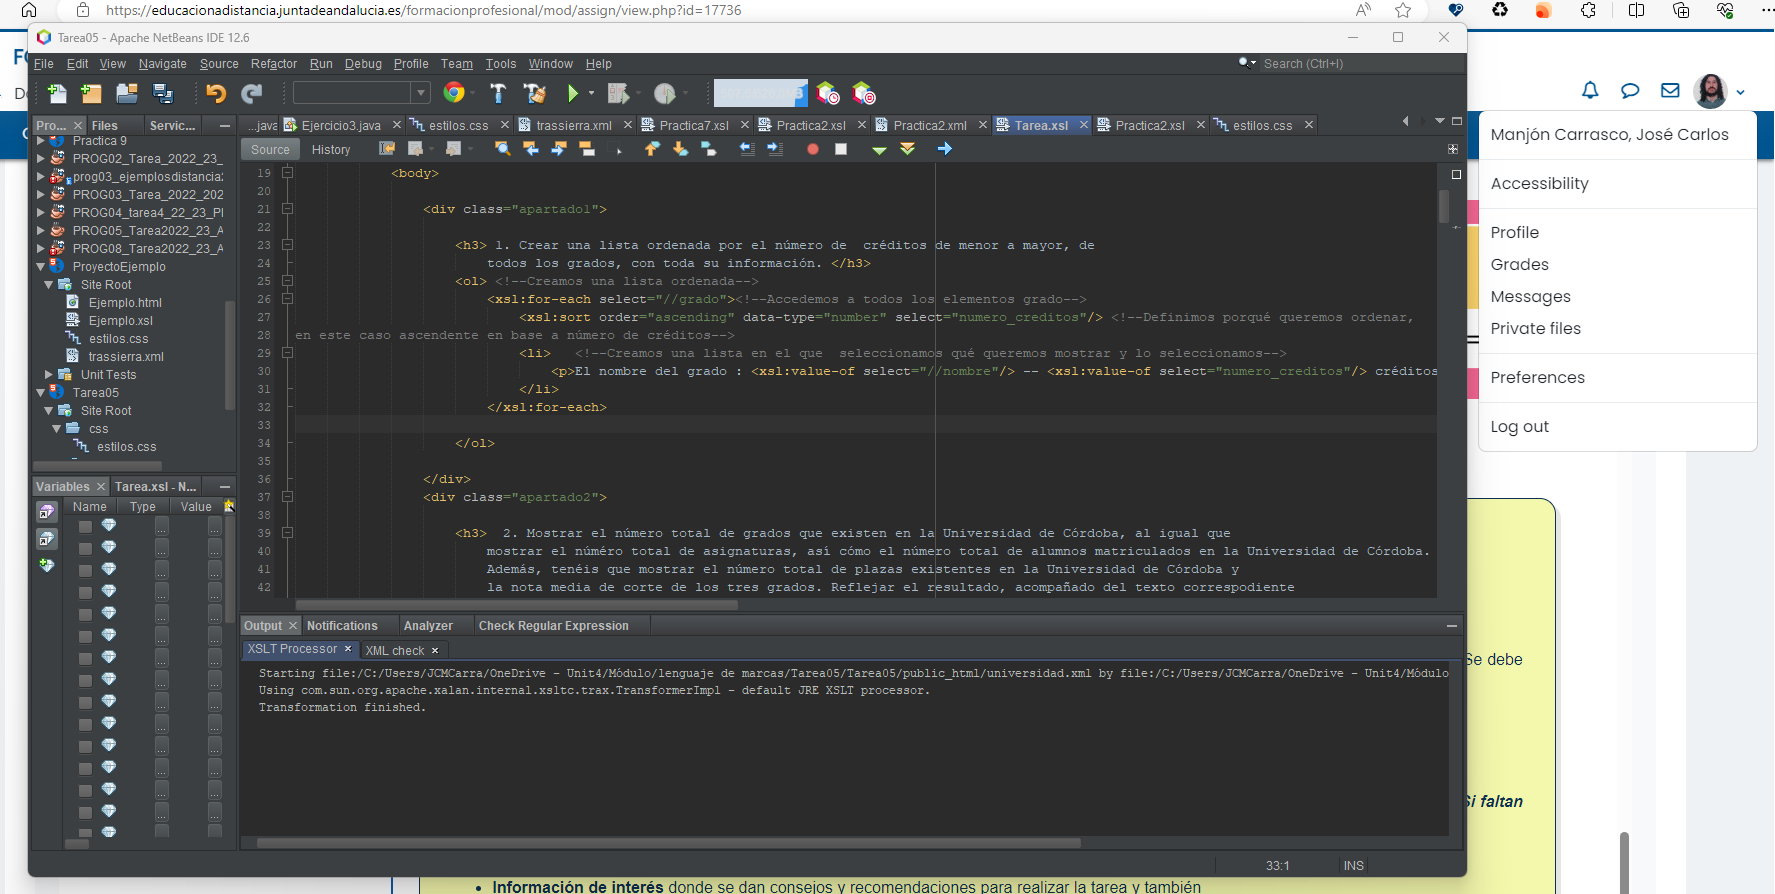 https://educacionadistancia.juntadeandalucia.es/formacionprofesional/mod/assign/view.php?id=17736
Tarea05 - Apache NetBeans IDE 12.6
File Edit View Navigate Source Refactor Run Debug Profile Team Tools Window Help
Search (Ctrl+I)
Pro... Files Servic...
...java Ejercicio3.java estilos.css trassierra.xml Practica7.xsl Practica2.xsl Practica2.xml Tarea.xsl Practica2.xsl estilos.css
Source History
Practica 9
PROG02_Tarea_2022_23_
prog03_ejemplosdistancia
PROG03_Tarea_2022_202
PROG04_tarea4_22_23_Pl
PROG05_Tarea2022_23_A
PROG08_Tarea2022_23_A
ProyectoEjemplo
Site Root
Ejemplo.html
Ejemplo.xsl
estilos.css
trassierra.xml
Unit Tests
Tarea05
Site Root
css
estilos.css
19 <body>
20
21 <div class="apartado1">
22
23 <h3> 1. Crear una lista ordenada por el número de  créditos de menor a mayor, de
24 todos los grados, con toda su información. </h3>
25 <ol> <!--Creamos una lista ordenada-->
26 <xsl:for-each select="//grado"><!--Accedemos a todos los elementos grado-->
27 <xsl:sort order="ascending" data-type="number" select="numero_creditos"/> <!--Definimos porqué queremos ordenar,
28 en este caso ascendente en base a número de créditos-->
29 <li>   <!--Creamos una lista en el que  seleccionamos qué queremos mostrar y lo seleccionamos-->
30 <p>El nombre del grado : <xsl:value-of select="//nombre"/> -- <xsl:value-of select="numero_creditos"/> créditos
31 </li>
32 </xsl:for-each>
33
34 </ol>
35
36 </div>
37 <div class="apartado2">
38
39 <h3>  2. Mostrar el número total de grados que existen en la Universidad de Córdoba, al igual que
40 mostrar el número total de asignaturas, así cómo el número total de alumnos matriculados en la Universidad de Córdoba.
41 Además, tenéis que mostrar el número total de plazas existentes en la Universidad de Córdoba y
42 la nota media de corte de los tres grados. Reflejar el resultado, acompañado del texto correspodiente
Variables Tarea.xsl - N...
Name Type Value
Output Notifications Analyzer Check Regular Expression
XSLT Processor XML check
Starting file:/C:/Users/JCMCarra/OneDrive - Unit4/Módulo/lenguaje de marcas/Tarea05/Tarea05/public_html/universidad.xml by file:/C:/Users/JCMCarra/OneDrive - Unit4/Módulo
Using com.sun.org.apache.xalan.internal.xsltc.trax.TransformerImpl - default JRE XSLT processor.
Transformation finished.
33:1 INS
Manjón Carrasco, José Carlos
Accessibility
Profile
Grades
Messages
Private files
Preferences
Log out
Se debe
Si faltan
• Información de interés donde se dan consejos y recomendaciones para realizar la tarea y también